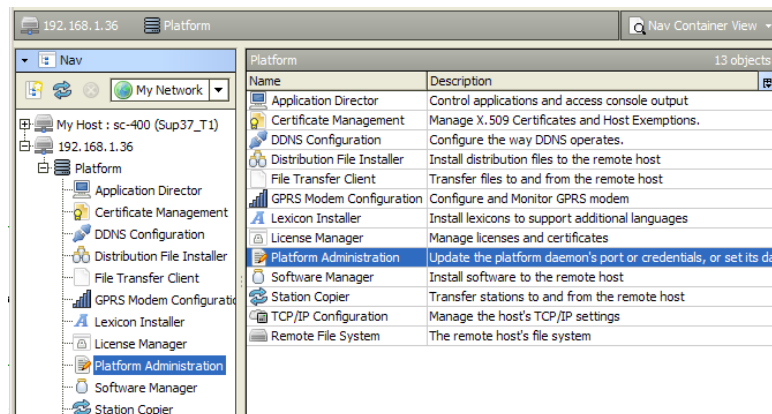 192.168.1.36 Platform Nav Container View
Nav
My Network
My Host : sc-400 (Sup37_T1)
192.168.1.36
Platform
Application Director
Certificate Management
DDNS Configuration
Distribution File Installer
File Transfer Client
GPRS Modem
Lexicon Installer
License Manager
Platform Administration
Software Manager
Station Copier
Platform 13 objects
Name Description
Application Director Control applications and access console output
Certificate Management Manage X.509 Certificates and Host Exemptions.
DDNS Configuration Configure the way DDNS operates.
Distribution File Installer Install distribution files to the remote host
File Transfer Client Transfer files to and from the remote host
GPRS Modem Configuration Configure and Monitor GPRS modem
Lexicon Installer Install lexicons to support additional languages
License Manager Manage licenses and certificates
Platform Administration Update the platform daemon's port or credentials, or set its
Software Manager Install software to the remote host
Station Copier Transfer stations to and from the remote host
TCP/IP Configuration Manage the host's TCP/IP settings
Remote File System The remote host's file system